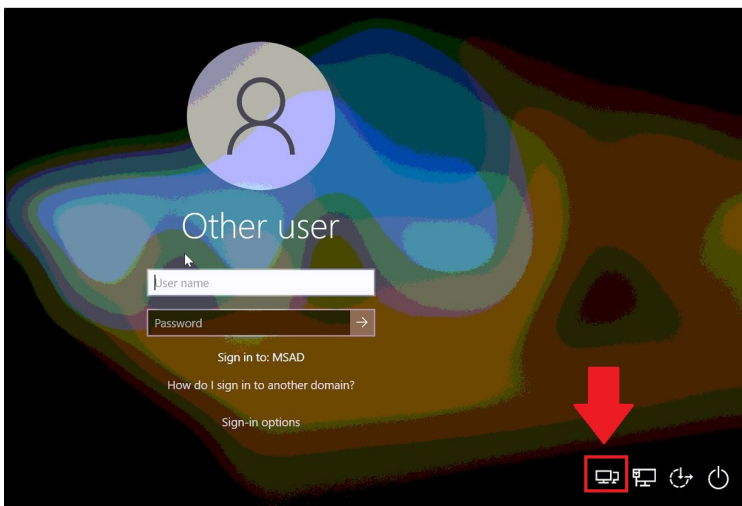 Other user
User name
Password
Sign in to: MSAD
How do I sign in to another domain?
Sign-in options